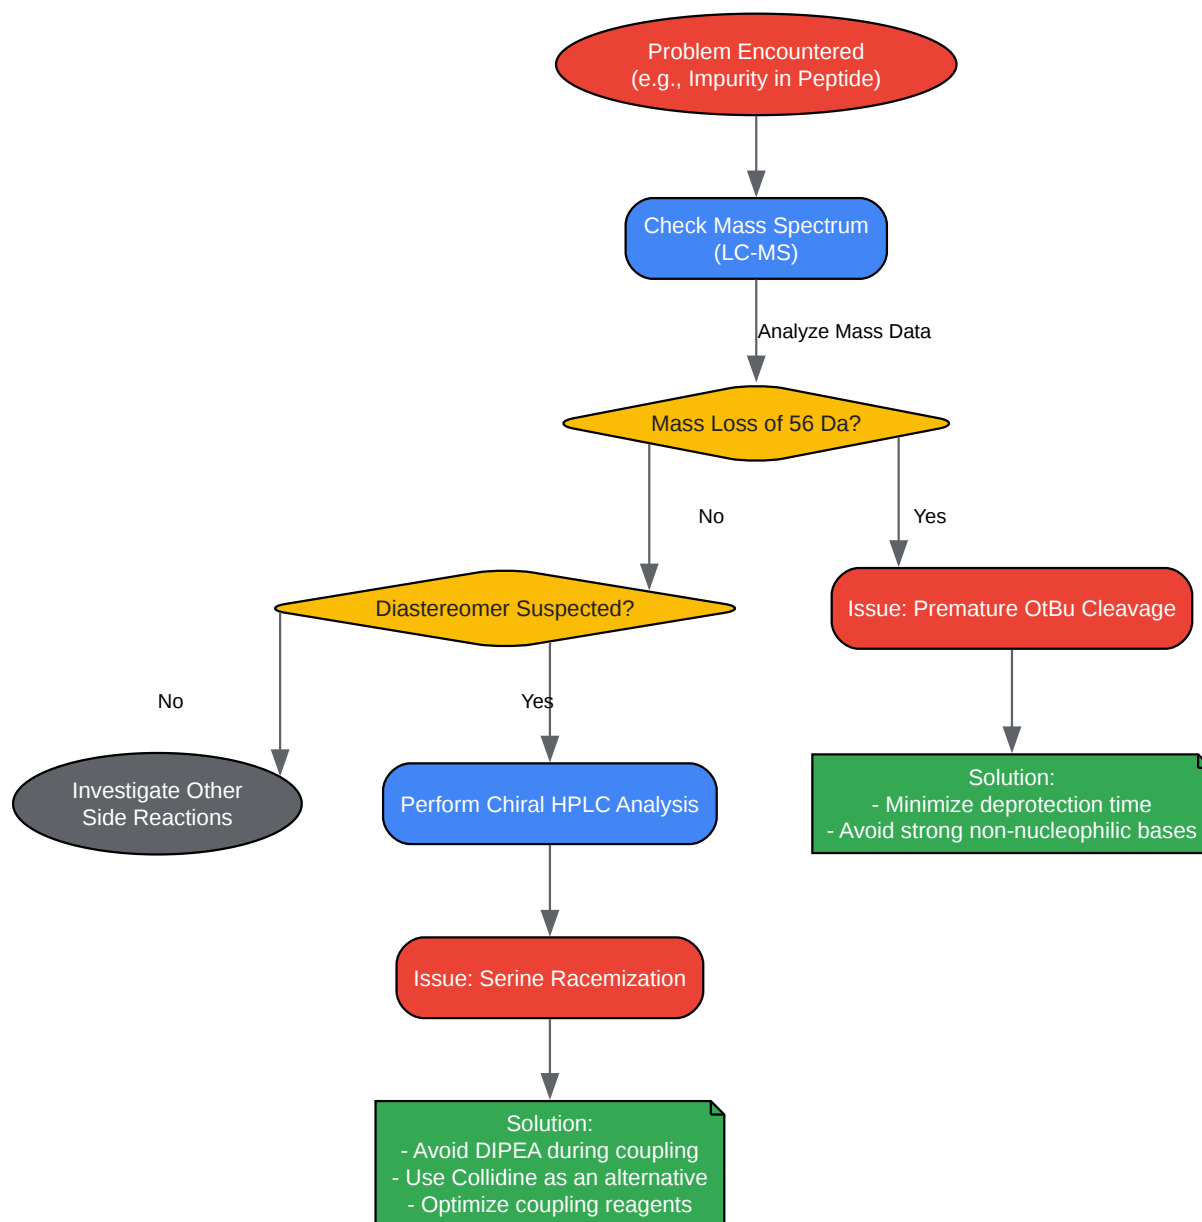 Problem Encountered
(e.g., Impurity in Peptide)
Check Mass Spectrum
(LC-MS)
Analyze Mass Data
Mass Loss of 56 Da?
No
Yes
Diastereomer Suspected?
Issue: Premature OtBu Cleavage
No
Yes
Investigate Other
Side Reactions
Perform Chiral HPLC Analysis
Solution:
- Minimize deprotection time
- Avoid strong non-nucleophilic bases
Issue: Serine Racemization
Solution:
- Avoid DIPEA during coupling
- Use Collidine as an alternative
- Optimize coupling reagents